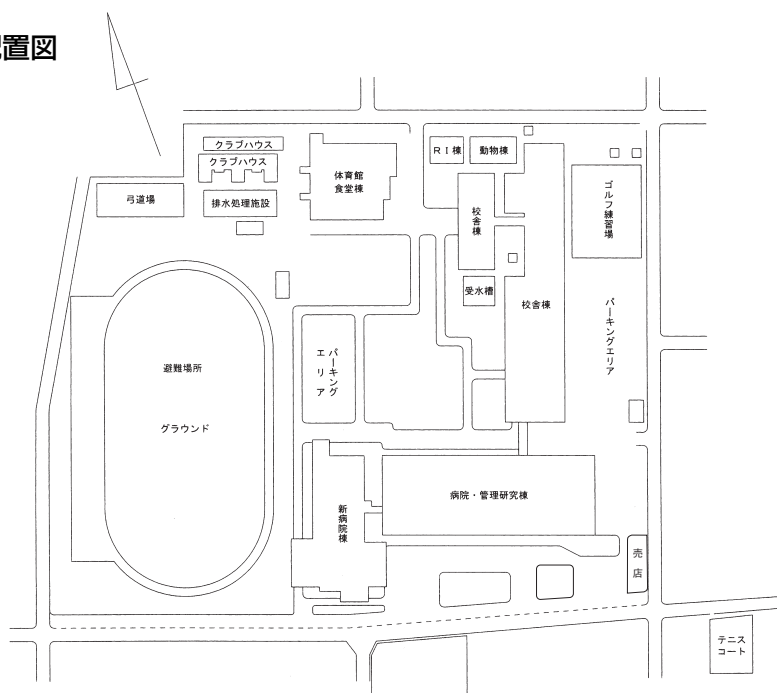 置図
クラブハウス
クラブハウス
体育館
食堂棟
RI棟
動物棟
弓道場
排水処理施設
校舎棟
ゴルフ練習場
受水槽
校舎棟
パーキングエリア
パーキング
エリア
避難場所
グラウンド
病院・管理研究棟
新病院棟
売店
テニス
コート